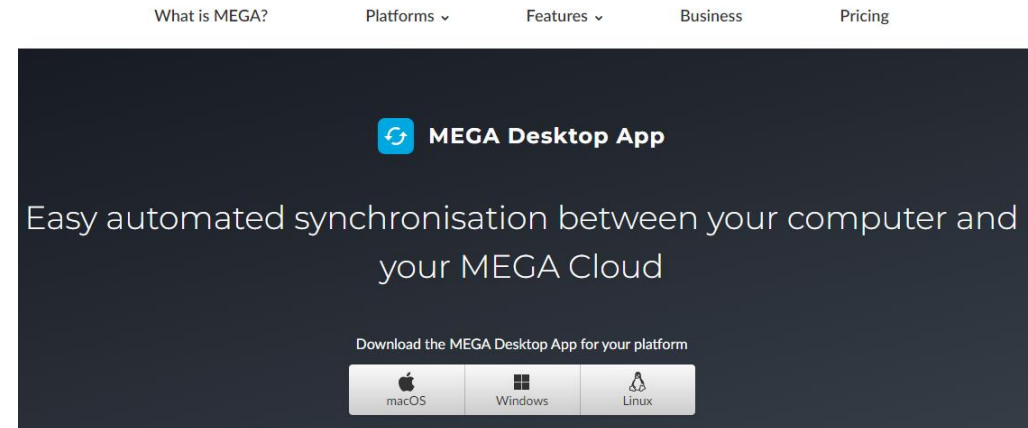 What is MEGA? Platforms Features Business Pricing
MEGA Desktop App
Easy automated synchronisation between your computer and
your MEGA Cloud
Download the MEGA Desktop App for your platform
macOS Windows Linux